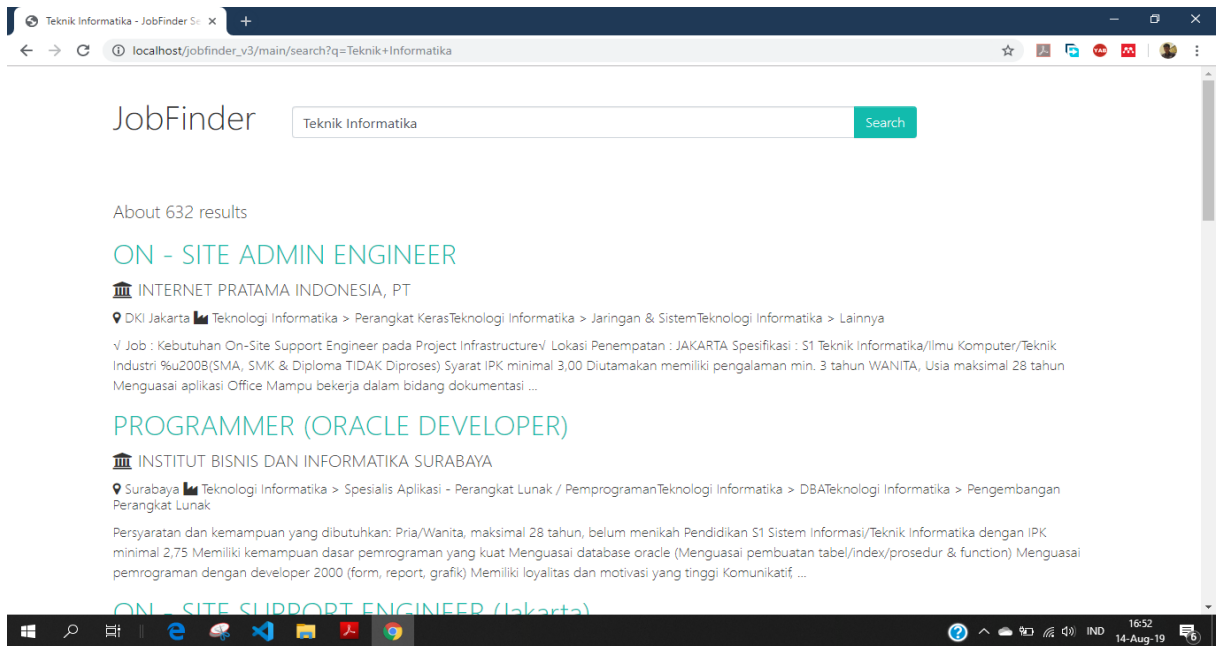 Teknik Informatika - JobFinder Se
localhost/jobfinder_v3/main/search?q=Teknik+Informatika
JobFinder
Teknik Informatika
Search
About 632 results
ON - SITE ADMIN ENGINEER
INTERNET PRATAMA INDONESIA, PT
DKI Jakarta Teknologi Informatika > Perangkat KerasTeknologi Informatika > Jaringan & SistemTeknologi Informatika > Lainnya
√ Job : Kebutuhan On-Site Support Engineer pada Project Infrastructure√ Lokasi Penempatan : JAKARTA Spesifikasi : S1 Teknik Informatika/Ilmu Komputer/Teknik
Industri %u200B(SMA, SMK & Diploma TIDAK Diproses) Syarat IPK minimal 3,00 Diutamakan memiliki pengalaman min. 3 tahun WANITA, Usia maksimal 28 tahun
Menguasai aplikasi Office Mampu bekerja dalam bidang dokumentasi ...
PROGRAMMER (ORACLE DEVELOPER)
INSTITUT BISNIS DAN INFORMATIKA SURABAYA
Surabaya Teknologi Informatika > Spesialis Aplikasi - Perangkat Lunak / PemprogramanTeknologi Informatika > DBATeknologi Informatika > Pengembangan
Perangkat Lunak
Persyaratan dan kemampuan yang dibutuhkan: Pria/Wanita, maksimal 28 tahun, belum menikah Pendidikan S1 Sistem Informasi/Teknik Informatika dengan IPK
minimal 2,75 Memiliki kemampuan dasar pemrograman yang kuat Menguasai database oracle (Menguasai pembuatan tabel/index/prosedur & function) Menguasai
pemrograman dengan developer 2000 (form, report, grafik) Memiliki loyalitas dan motivasi yang tinggi Komunikatif, ...
ON - SITE SUPPORT ENGINEER (Jakarta)
IND
16:52
14-Aug-19
6